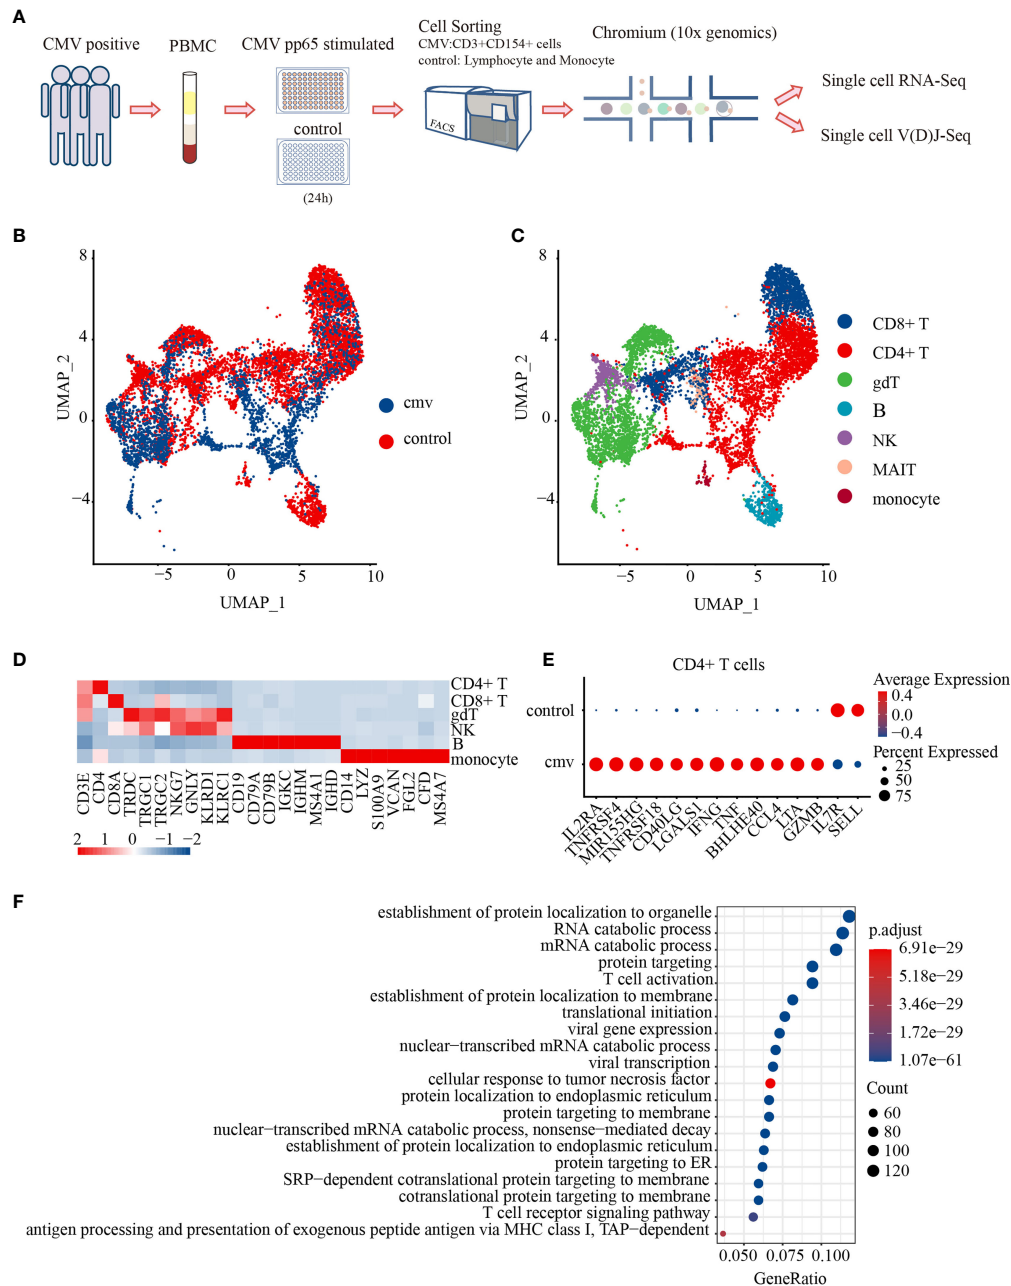 A
CMV positive
PBMC
CMV pp65 stimulated
control
(24h)
Cell Sorting
CMV:CD3+CD154+ cells
control: Lymphocyte and Monocyte
FACS
Chromium (10x genomics)
Single cell RNA-Seq
Single cell V(D)J-Seq
B
UMAP_2
8
4
0
−4
−5
0
5
10
UMAP_1
cmv
control
C
UMAP_2
8
4
0
−4
−5
0
5
10
UMAP_1
CD8+ T
CD4+ T
gdT
B
NK
MAIT
monocyte
D
CD4+ T
CD8+ T
gdT
NK
B
monocyte
CD3E
CD4
CD8A
TRDC
TRGC1
TRGC2
NKG7
GNLY
KLRD1
KLRC1
CD19
CD79A
CD79B
IGKC
IGHM
MS4A1
IGHD
CD14
LYZ
S100A9
VCAN
FGL2
CFD
MS4A7
2 1 0 −1 −2
E
CD4+ T cells
control
cmv
IL2RA
TNFRSF4
MIR155HG
TNFRSF18
CD40LG
LGALS1
IFNG
TNF
BHLHE40
CCL4
LTA
GZMB
IL7R
SELL
Average Expression
0.4
0.0
−0.4
Percent Expressed
25
50
75
F
establishment of protein localization to organelle
RNA catabolic process
mRNA catabolic process
protein targeting
T cell activation
establishment of protein localization to membrane
translational initiation
viral gene expression
nuclear−transcribed mRNA catabolic process
viral transcription
cellular response to tumor necrosis factor
protein localization to endoplasmic reticulum
protein targeting to membrane
nuclear−transcribed mRNA catabolic process, nonsense−mediated decay
establishment of protein localization to endoplasmic reticulum
protein targeting to ER
SRP−dependent cotranslational protein targeting to membrane
cotranslational protein targeting to membrane
T cell receptor signaling pathway
antigen processing and presentation of exogenous peptide antigen via MHC class I, TAP−dependent
0.050 0.075 0.100
GeneRatio
p.adjust
6.91e−29
5.18e−29
3.46e−29
1.72e−29
1.07e−61
Count
60
80
100
120